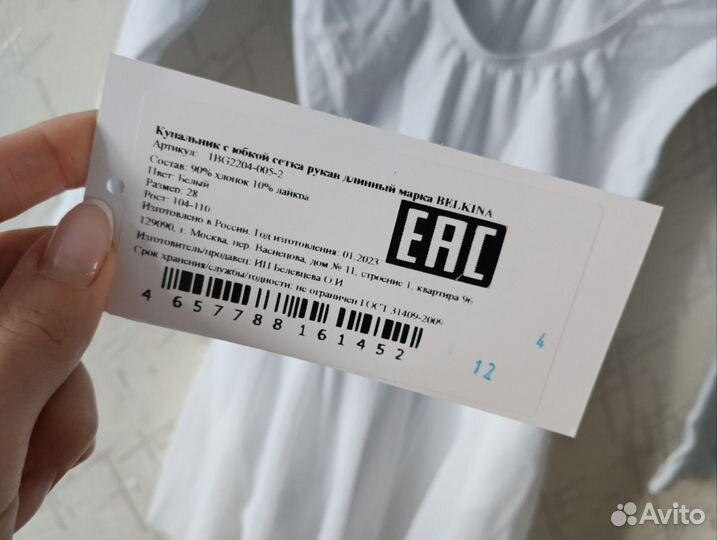 Купальник с юбкой сетка рукав длинный марка BELKINA
Артикул: 1BG2204-005-2
Состав: 90% хлопок 10% лайкра
Цвет: Белый
Размер: 28
Рост: 104-110
Изготовлено в России. Год изготовления: 01.2023
129090, г. Москва, пер. Васнецова, дом № 11, строение 1, квартира 96
Изготовитель/продавец: ИП Белевцева О.И
Срок хранения/службы/годности: не ограничен ГОСТ 31409-2009
EAC
4 657788 161452
12
4
Avito